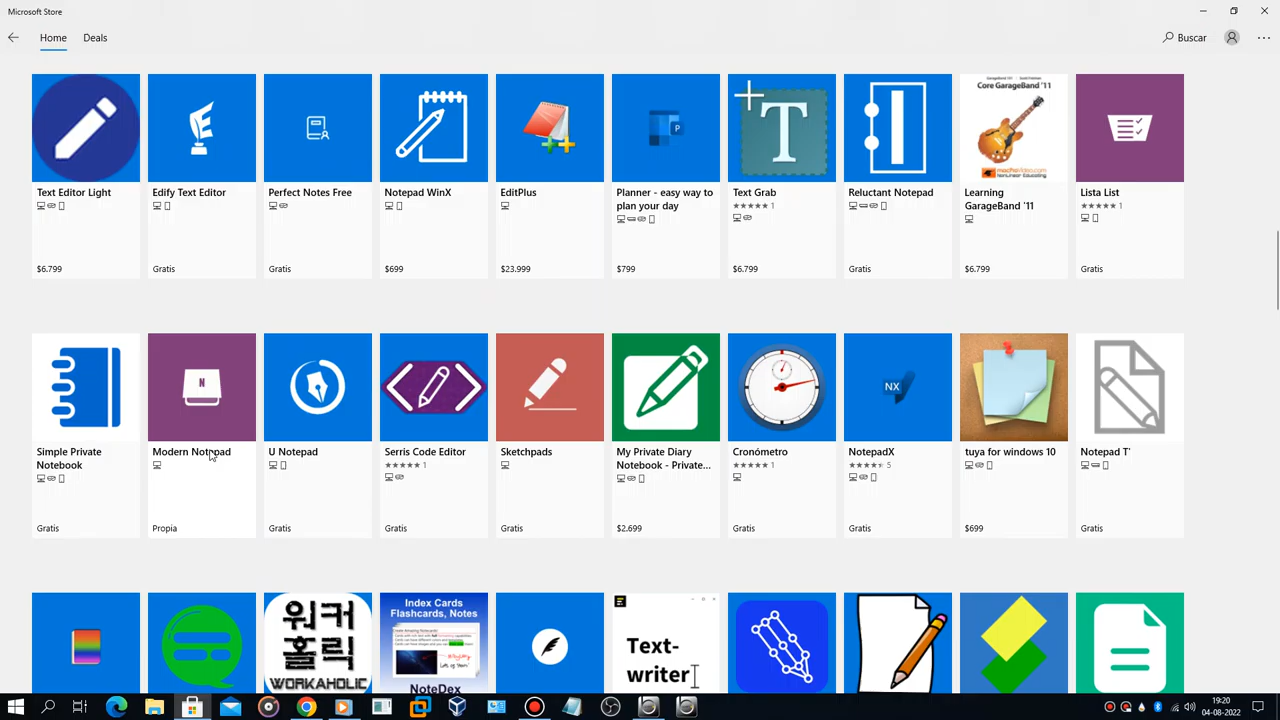 Microsoft Store
Home
Deals
Buscar
GarageBand '11
Core GarageBand '11
macProVideo
T
P
Text Editor Light
Edify Text Editor
Perfect Conference
Notepad WinX
EditPlus
Planner - easy way to
plan your day
Text Grab
Reluctant Notepad
Learning
GarageBand '11
Lista List
1
1
$6.799
Gratis
Gratis
$699
$23.999
$799
$6.799
Gratis
$6.799
Gratis
N
NX
Simple Private
Notebook
Modern Notepad
U Notepad
Serris Code Editor
Sketchpads
My Private Diary
Notebook - Private...
Cronómetro
NotepadX
tuya for windows 10
Notepad T'
1
1
5
Gratis
Propia
Gratis
Gratis
Gratis
$2.699
Gratis
Gratis
$699
Gratis
워커
홀릭
WORKAHOLIC
Index Cards
Flashcards, Notes
NoteDex
Text-
writer
19:20
04-08-2022